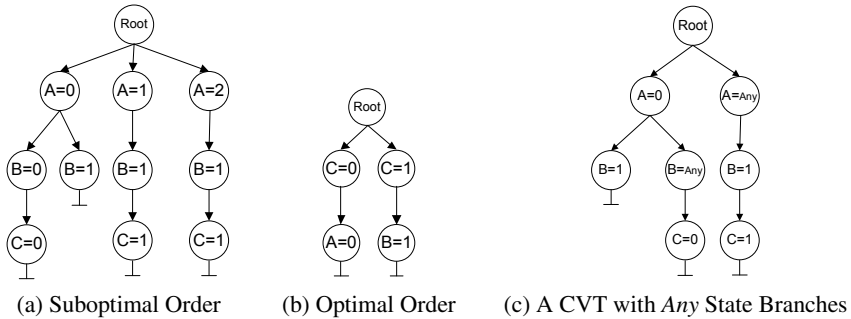 Root
A=0 A=1 A=2
B=0 B=1 B=1 B=1
C=0 C=1 C=1
(a) Suboptimal Order
Root
C=0 C=1
A=0 B=1
(b) Optimal Order
Root
A=0 A=Any
B=1 B=Any B=1
C=0 C=1
(c) A CVT with Any State Branches